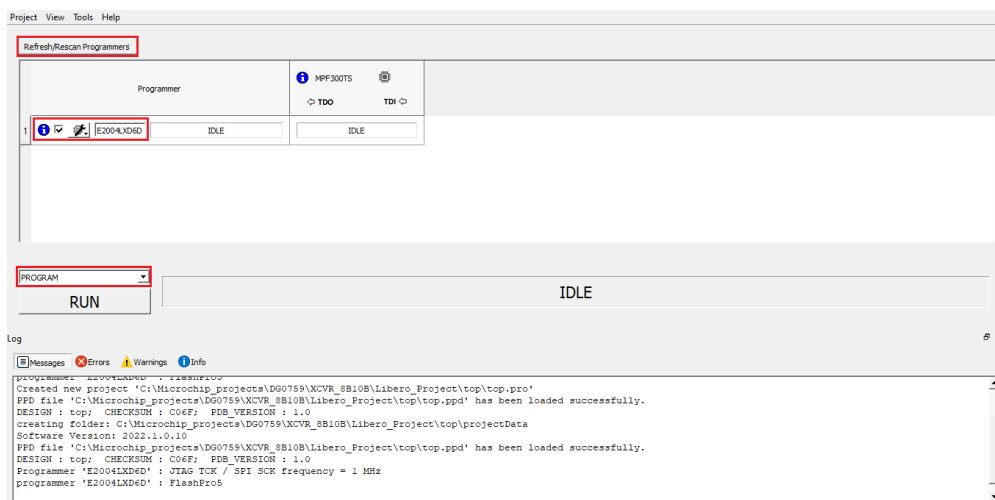 Project View Tools Help
Refresh/Rescan Programmers
Programmer
MPF300TS
TDO TDI
1 E2004LXD6D IDLE IDLE
PROGRAM
RUN
IDLE
Log
Messages Errors Warnings Info
programmer 'E2004LXD6D' : FlashPro5
Created new project 'C:\Microchip_projects\DG0759\XCVR_8B10B\Libero_Project\top\top.pro'
PPD file 'C:\Microchip_projects\DG0759\XCVR_8B10B\Libero_Project\top\top.ppd' has been loaded successfully.
DESIGN : top; CHECKSUM : C06F; PDB_VERSION : 1.0
creating folder: C:\Microchip_projects\DG0759\XCVR_8B10B\Libero_Project\top\projectData
Software Version: 2022.1.0.10
PPD file 'C:\Microchip_projects\DG0759\XCVR_8B10B\Libero_Project\top\top.ppd' has been loaded successfully.
DESIGN : top; CHECKSUM : C06F; PDB_VERSION : 1.0
Programmer 'E2004LXD6D' : JTAG TCK / SPI SCK frequency = 1 MHz
programmer 'E2004LXD6D' : FlashPro5